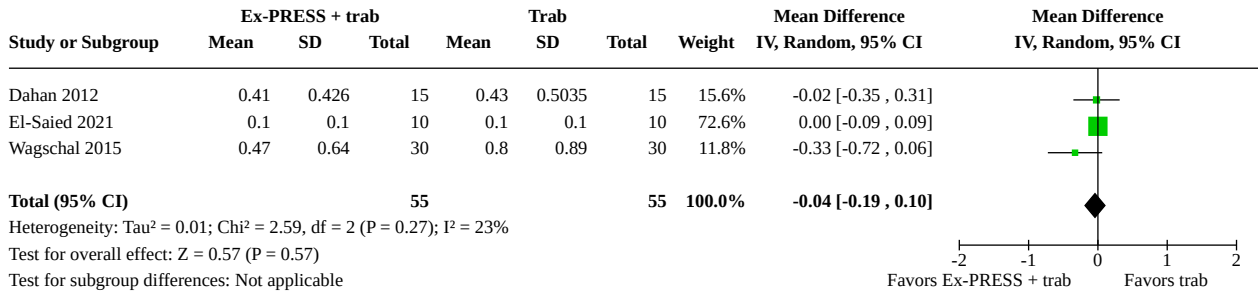 Ex-PRESS + trab Trab Mean Difference Mean Difference
Study or Subgroup Mean SD Total Mean SD Total Weight IV, Random, 95% CI IV, Random, 95% CI
Dahan 2012 0.41 0.426 15 0.43 0.5035 15 15.6% -0.02 [-0.35 , 0.31]
El-Saied 2021 0.1 0.1 10 0.1 0.1 10 72.6% 0.00 [-0.09 , 0.09]
Wagschal 2015 0.47 0.64 30 0.8 0.89 30 11.8% -0.33 [-0.72 , 0.06]
Total (95% CI) 55 55 100.0% -0.04 [-0.19 , 0.10]
Heterogeneity: Tau² = 0.01; Chi² = 2.59, df = 2 (P = 0.27); I² = 23%
Test for overall effect: Z = 0.57 (P = 0.57)
-2 -1 0 1 2
Test for subgroup differences: Not applicable
Favors Ex-PRESS + trab Favors trab